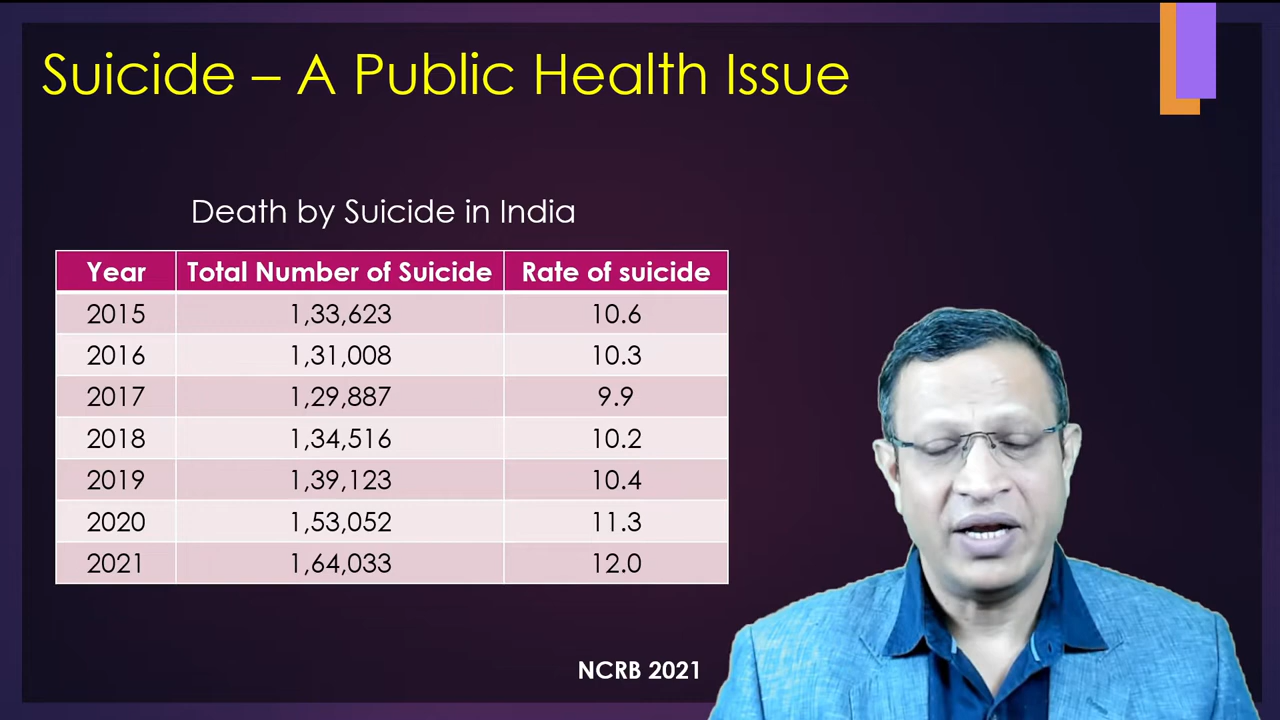 Suicide – A Public Health Issue
Death by Suicide in India
Year Total Number of Suicide Rate of suicide
2015 1,33,623 10.6
2016 1,31,008 10.3
2017 1,29,887 9.9
2018 1,34,516 10.2
2019 1,39,123 10.4
2020 1,53,052 11.3
2021 1,64,033 12.0
NCRB 2021